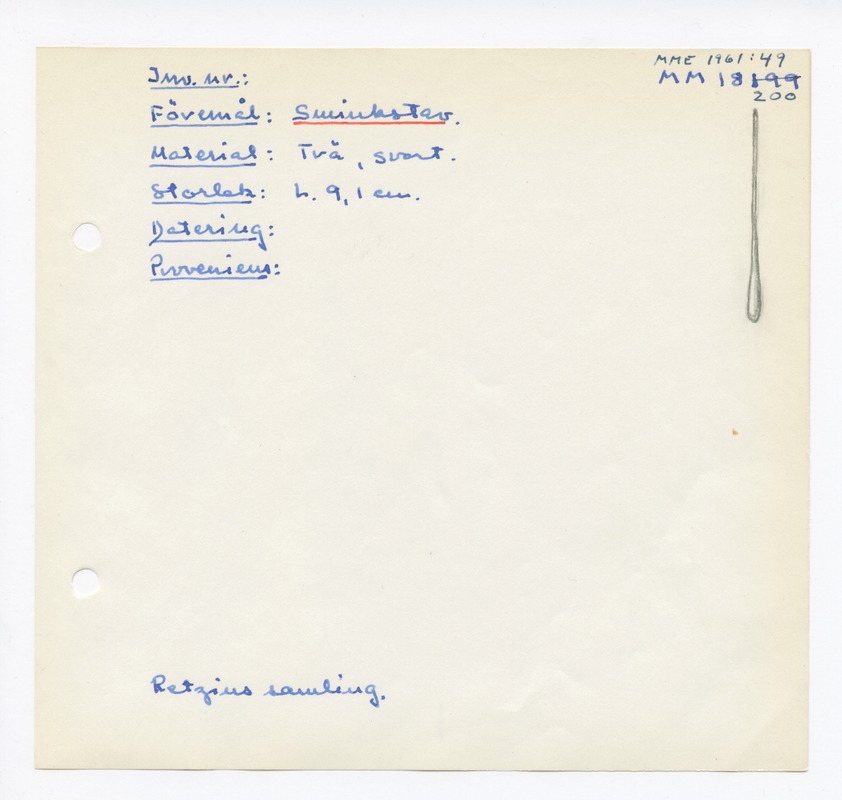 MME 1961:49
Inv. nr.: MM 18199
200
Föremål: Sminkstav.
Material: Trä, svart.
Storlek: L. 9,1 cm.
Datering:
Proveniens:
Retzius samling.